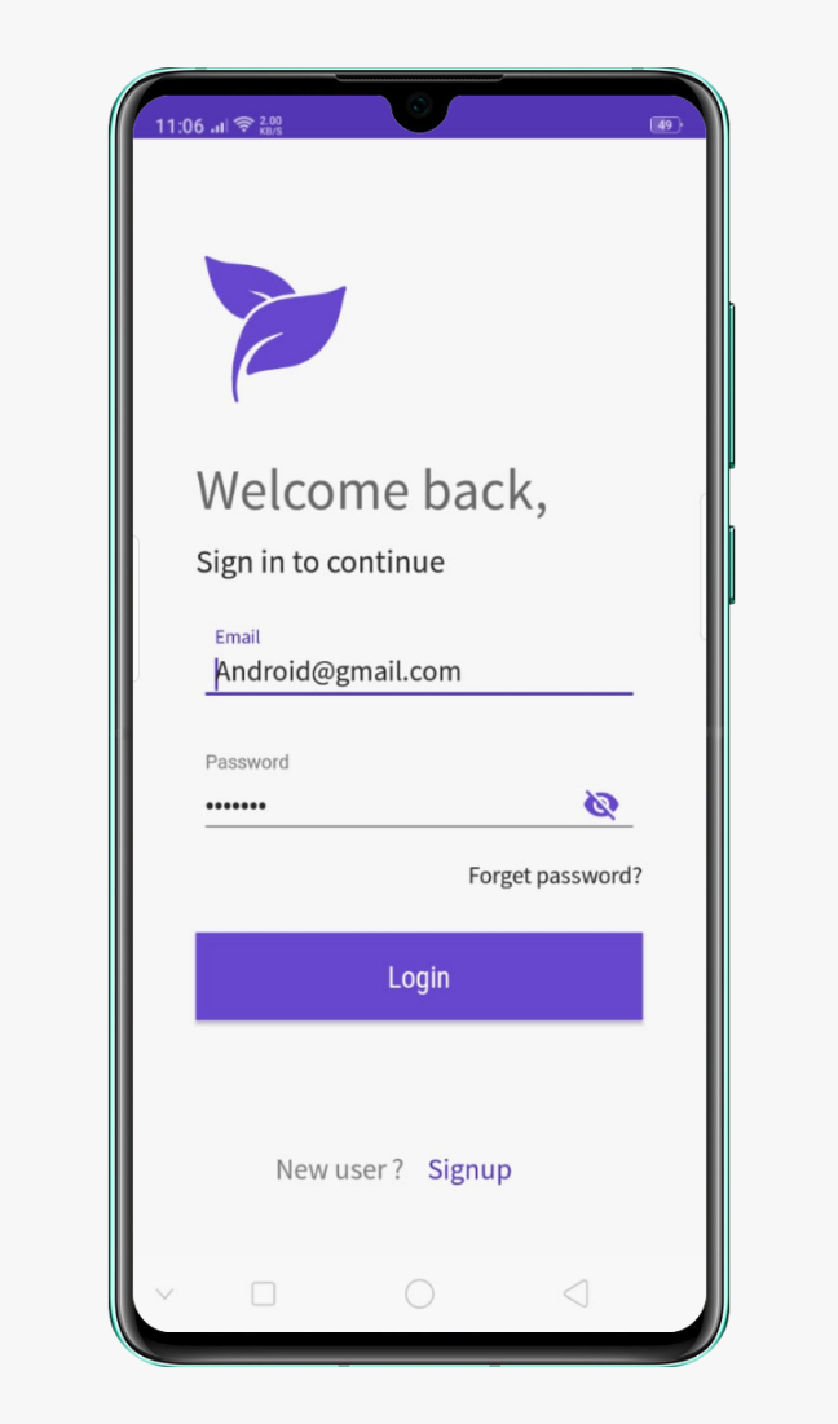 11:06 2.00 KB/S 49
Welcome back,
Sign in to continue
Email
Android@gmail.com
Password
•••••••
Forget password?
Login
New user ? Signup